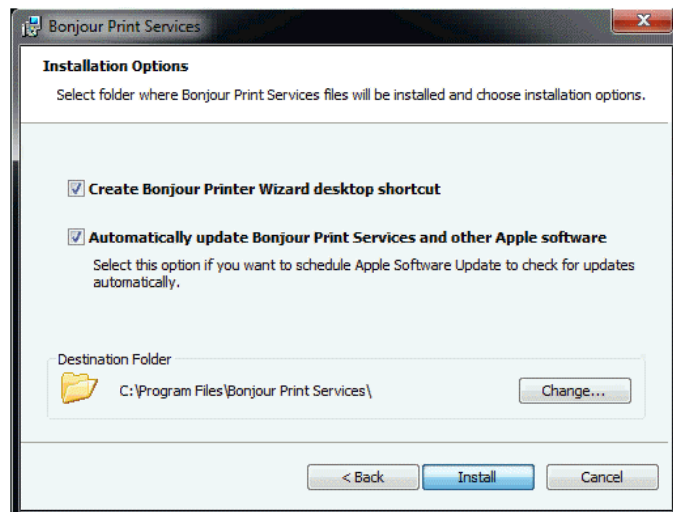 Bonjour Print Services
Installation Options
Select folder where Bonjour Print Services files will be installed and choose installation options.
Create Bonjour Printer Wizard desktop shortcut
Automatically update Bonjour Print Services and other Apple software
Select this option if you want to schedule Apple Software Update to check for updates
automatically.
Destination Folder
C:\Program Files\Bonjour Print Services\
Change...
< Back
Install
Cancel